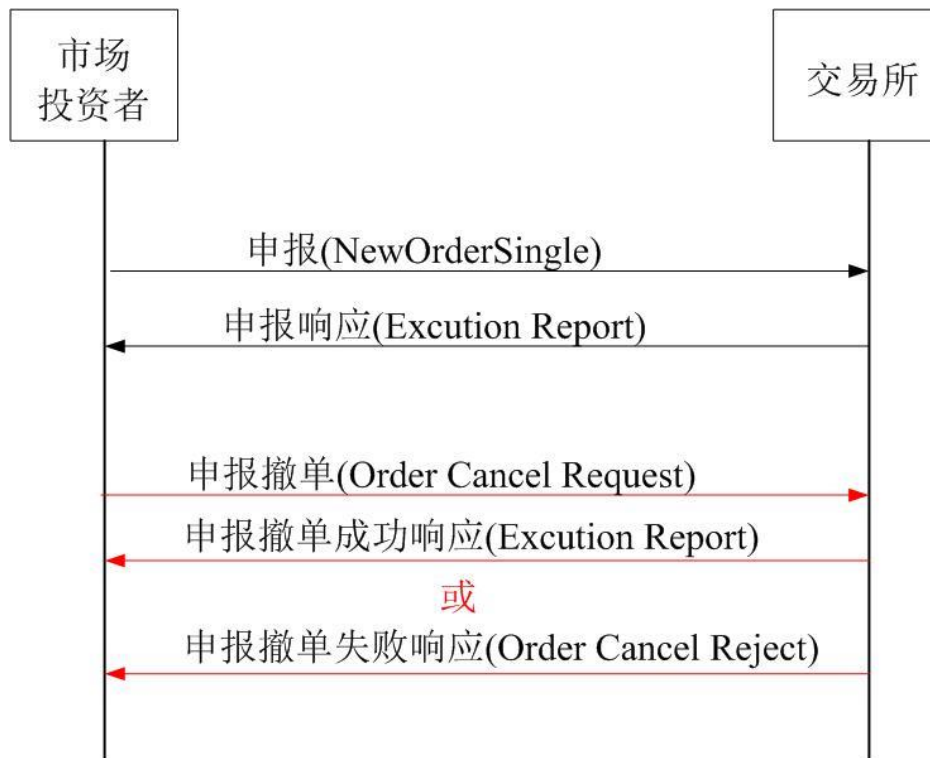 市场
投资者
交易所
申报(NewOrderSingle)
申报响应(Excution Report)
申报撤单(Order Cancel Request)
申报撤单成功响应(Excution Report)
或
申报撤单失败响应(Order Cancel Reject)